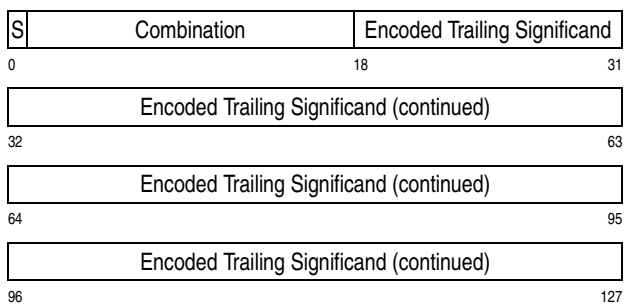 S Combination Encoded Trailing Significand
0 18 31
Encoded Trailing Significand (continued)
32 63
Encoded Trailing Significand (continued)
64 95
Encoded Trailing Significand (continued)
96 127